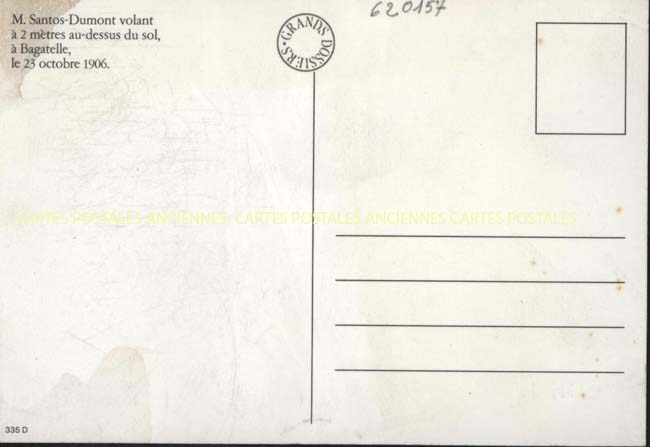 M. Santos-Dumont volant
à 2 mètres au-dessus du sol,
à Bagatelle,
le 23 octobre 1906.
• GRANDS DOSSIERS
620157
CARTES POSTALES ANCIENNES CARTES POSTALES ANCIENNES CARTES POSTALES
335 D